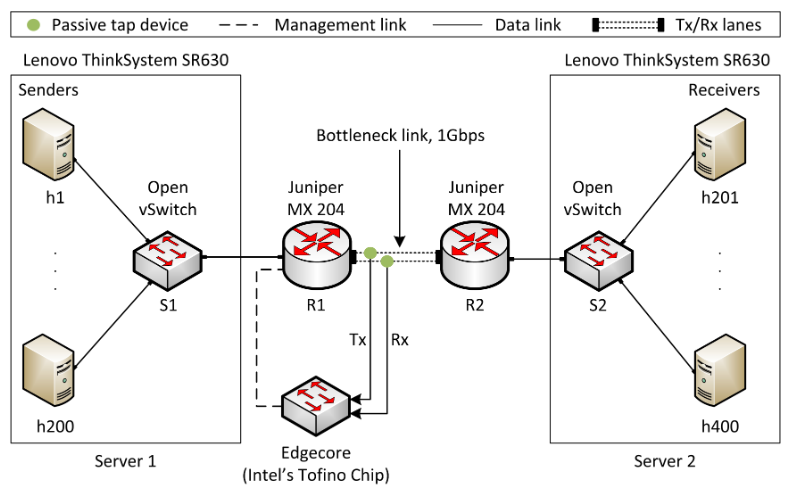 Passive tap device Management link Data link Tx/Rx lanes
Lenovo ThinkSystem SR630
Lenovo ThinkSystem SR630
Senders
Receivers
Bottleneck link, 1Gbps
h1
Open
vSwitch
Juniper
MX 204
Juniper
MX 204
Open
vSwitch
h201
S1
R1
R2
S2
Tx
Rx
h200
Edgecore
(Intel's Tofino Chip)
h400
Server 1
Server 2